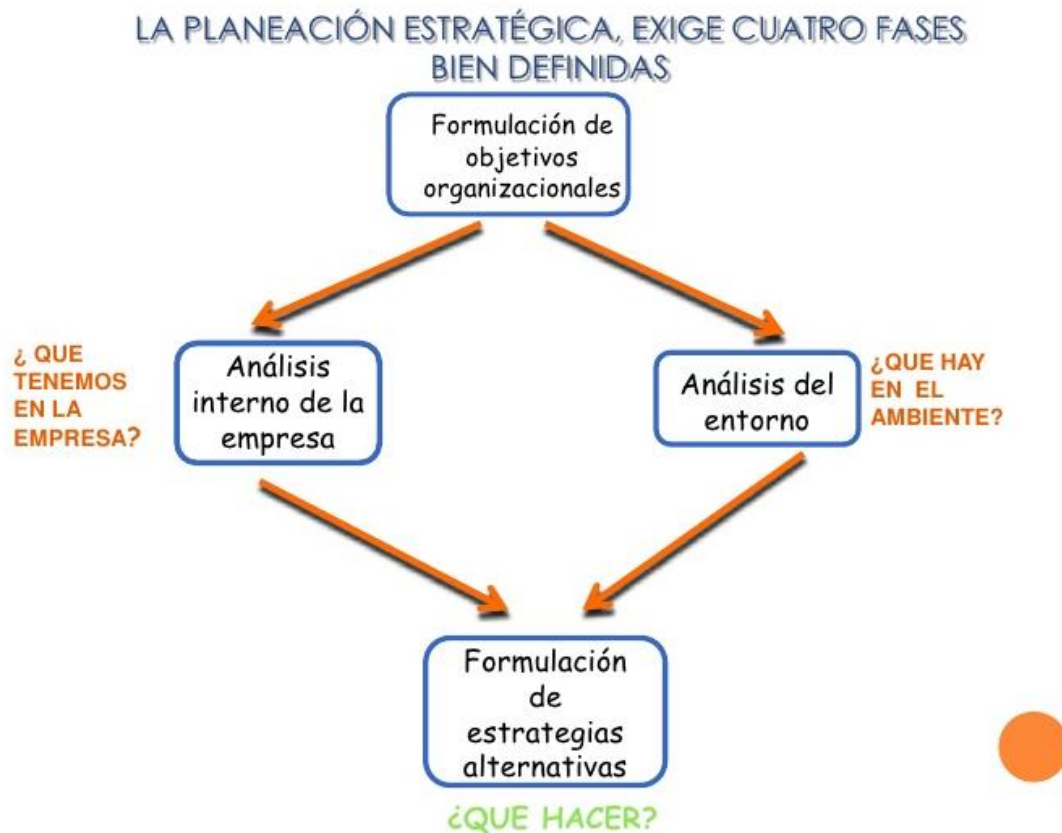 LA PLANEACIÓN ESTRATÉGICA, EXIGE CUATRO FASES
BIEN DEFINIDAS
Formulación de
objetivos
organizacionales
¿ QUE
TENEMOS
EN LA
EMPRESA?
Análisis
interno de la
empresa
Análisis del
entorno
¿QUE HAY
EN EL
AMBIENTE?
Formulación
de
estrategias
alternativas
¿QUE HACER?